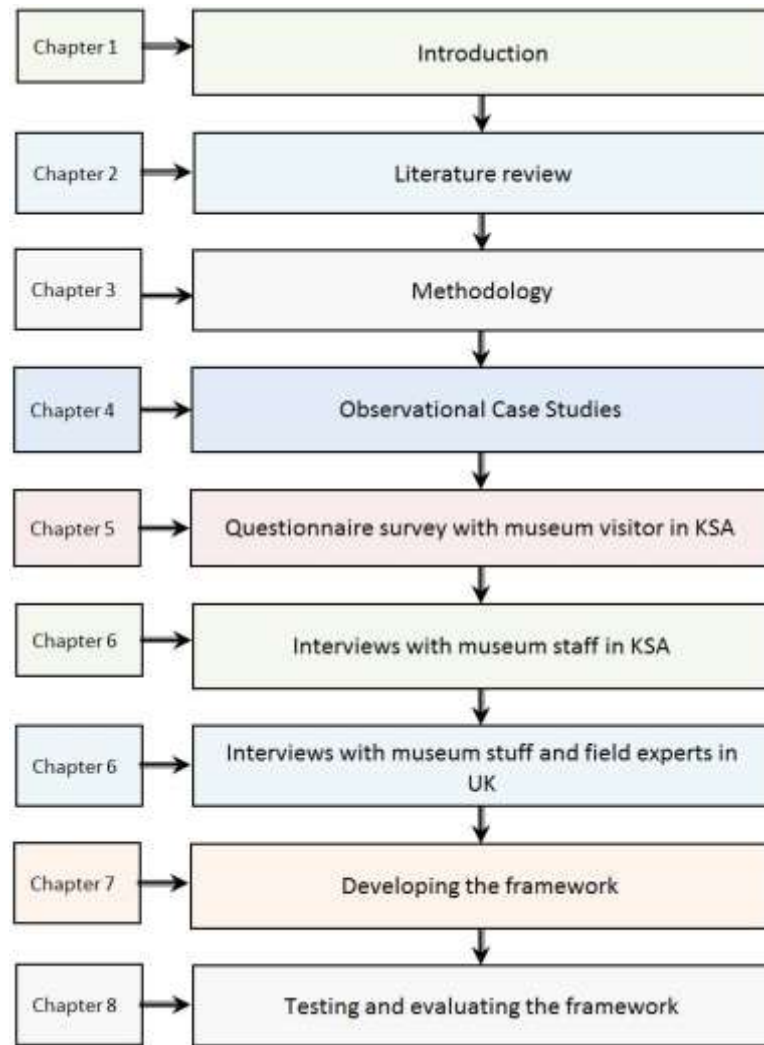 Chapter 1
Introduction
Chapter 2
Literature review
Chapter 3
Methodology
Chapter 4
Observational Case Studies
Chapter 5
Questionnaire survey with museum visitor in KSA
Chapter 6
Interviews with museum staff in KSA
Chapter 6
Interviews with museum stuff and field experts in
UK
Chapter 7
Developing the framework
Chapter 8
Testing and evaluating the framework